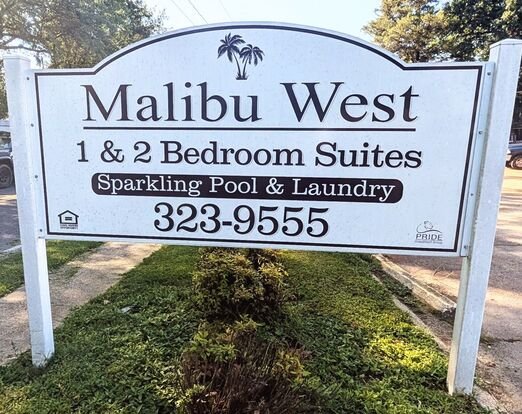 Malibu West
1 & 2 Bedroom Suites
Sparkling Pool & Laundry
323-9555
PRIDE